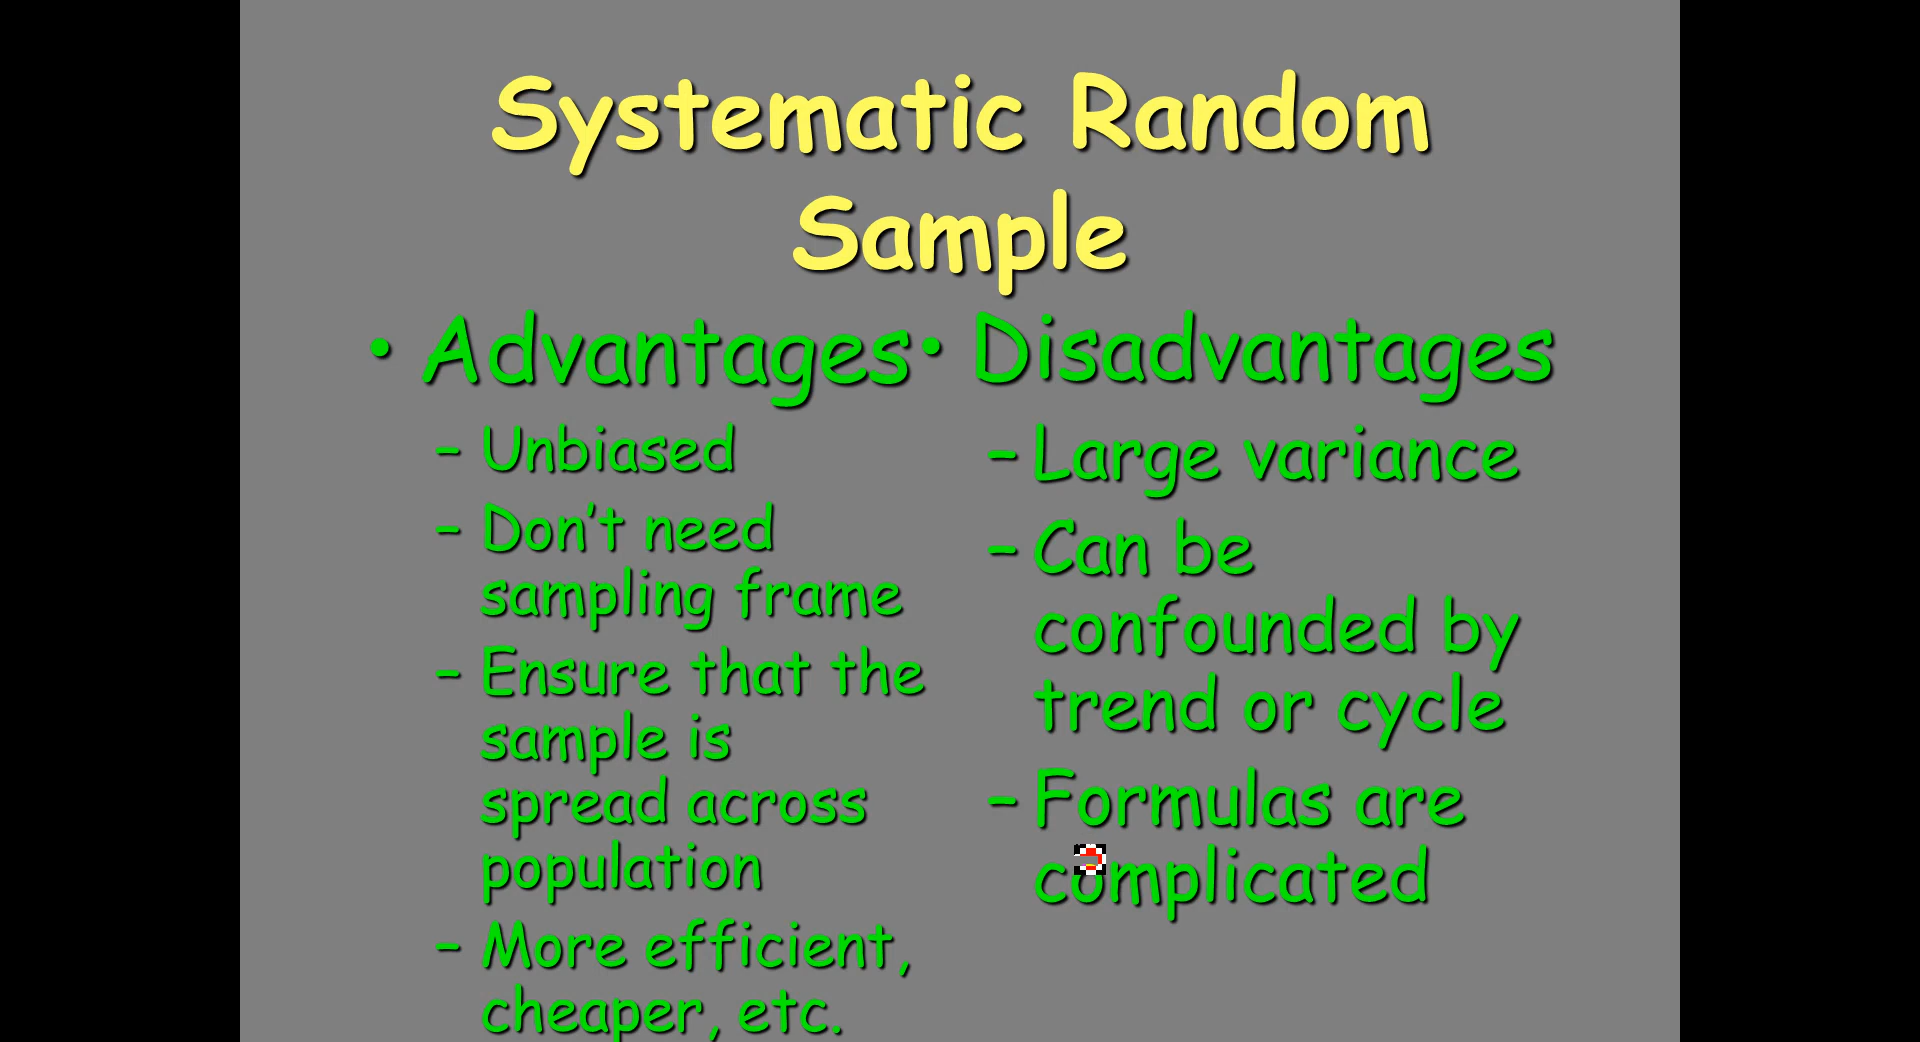 Systematic Random
Sample
• Advantages
– Unbiased
– Don’t need
sampling frame
– Ensure that the
sample is
spread across
population
– More efficient,
cheaper, etc.
• Disadvantages
– Large variance
– Can be
confounded by
trend or cycle
– Formulas are
complicated